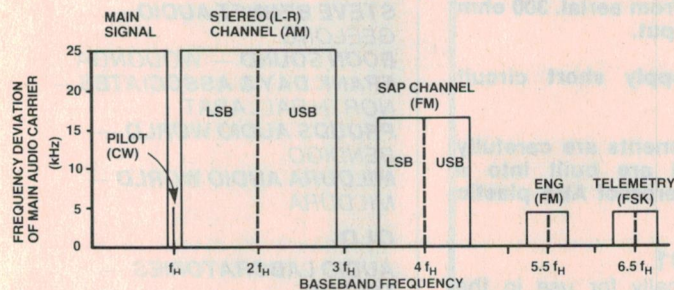 MAIN SIGNAL
STEREO (L-R)
CHANNEL (AM)
25
20
15
10
5
0
FREQUENCY DEVIATION
OF MAIN AUDIO CARRIER
(kHz)
PILOT
(CW)
LSB
USB
SAP CHANNEL
(FM)
LSB
USB
ENG
(FM)
TELEMETRY
(FSK)
fH
2 fH
3 fH
4 fH
5.5 fH
6.5 fH
BASEBAND FREQUENCY